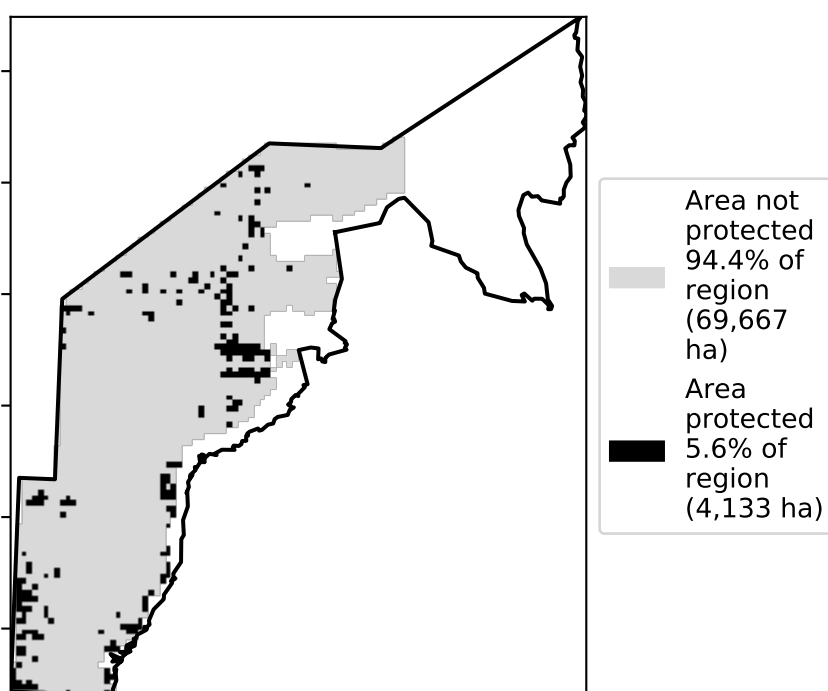 Area not
protected
94.4% of
region
(69,667
ha)
Area
protected
5.6% of
region
(4,133 ha)